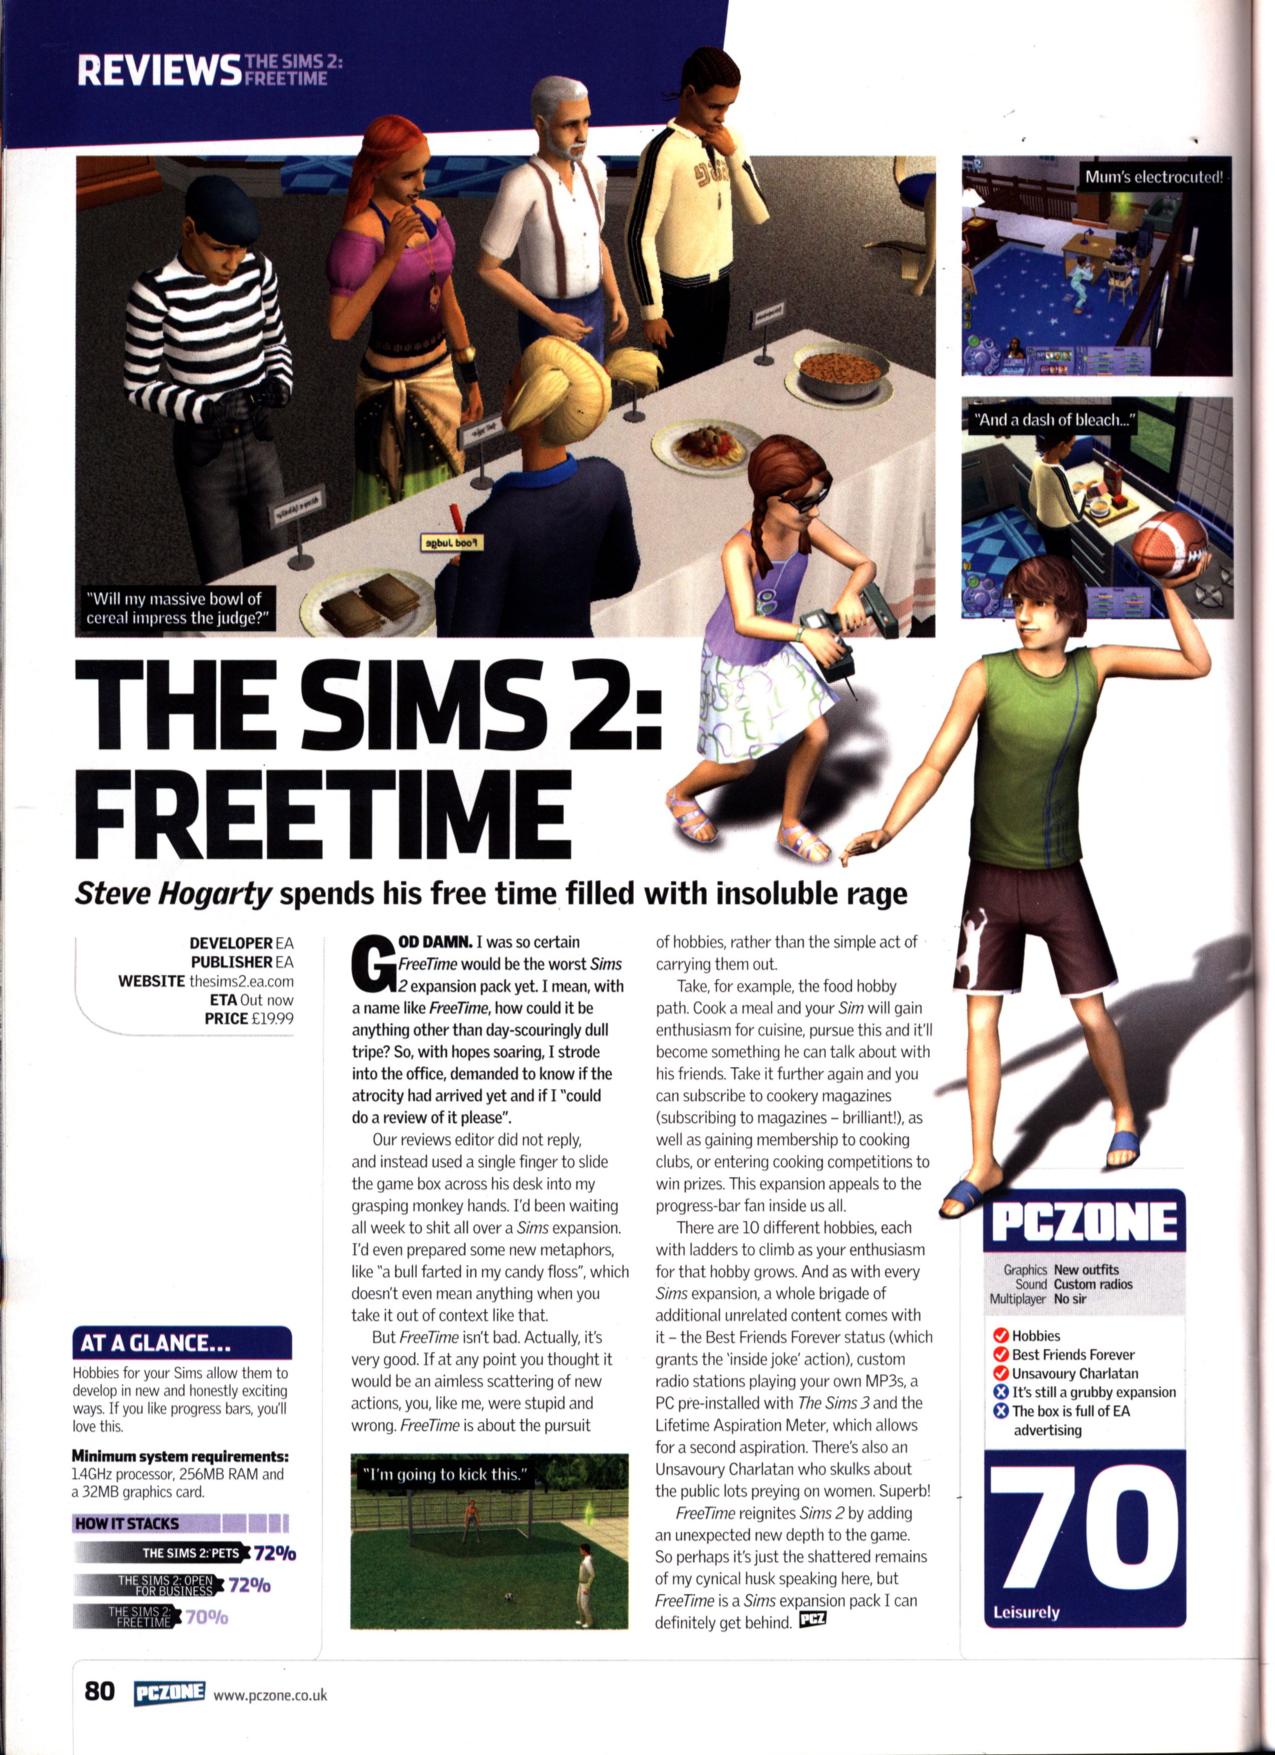 REVIEWS THE SIMS 2:
FREETIME
Mum's electrocuted!
"And a dash of bleach..."
Food Judge
"Will my massive bowl of
cereal impress the judge?"
THE SIMS 2:
FREETIME
Steve Hogarty spends his free time filled with insoluble rage
DEVELOPER EA
PUBLISHER EA
WEBSITE thesims2.ea.com
ETA Out now
PRICE £19.99
GOD DAMN. I was so certain
FreeTime would be the worst Sims
2 expansion pack yet. I mean, with
a name like FreeTime, how could it be
anything other than day-scouringly dull
tripe? So, with hopes soaring, I strode
into the office, demanded to know if the
atrocity had arrived yet and if I "could
do a review of it please".
Our reviews editor did not reply,
and instead used a single finger to slide
the game box across his desk into my
grasping monkey hands. I'd been waiting
all week to shit all over a Sims expansion.
I'd even prepared some new metaphors,
like "a bull farted in my candy floss", which
doesn't even mean anything when you
take it out of context like that.
But FreeTime isn't bad. Actually, it's
very good. If at any point you thought it
would be an aimless scattering of new
actions, you, like me, were stupid and
wrong. FreeTime is about the pursuit
of hobbies, rather than the simple act of
carrying them out.
Take, for example, the food hobby
path. Cook a meal and your Sim will gain
enthusiasm for cuisine, pursue this and it'll
become something he can talk about with
his friends. Take it further again and you
can subscribe to cookery magazines
(subscribing to magazines – brilliant!), as
well as gaining membership to cooking
clubs, or entering cooking competitions to
win prizes. This expansion appeals to the
progress-bar fan inside us all.
There are 10 different hobbies, each
with ladders to climb as your enthusiasm
for that hobby grows. And as with every
Sims expansion, a whole brigade of
additional unrelated content comes with
it – the Best Friends Forever status (which
grants the 'inside joke' action), custom
radio stations playing your own MP3s, a
PC pre-installed with The Sims 3 and the
Lifetime Aspiration Meter, which allows
for a second aspiration. There's also an
Unsavoury Charlatan who skulks about
the public lots preying on women. Superb!
FreeTime reignites Sims 2 by adding
an unexpected new depth to the game.
So perhaps it's just the shattered remains
of my cynical husk speaking here, but
FreeTime is a Sims expansion pack I can
definitely get behind. PCZ
"I'm going to kick this."
AT A GLANCE...
Hobbies for your Sims allow them to
develop in new and honestly exciting
ways. If you like progress bars, you'll
love this.
Minimum system requirements:
1.4GHz processor, 256MB RAM and
a 32MB graphics card.
HOW IT STACKS
THE SIMS 2: PETS 72%
THE SIMS 2: OPEN
FOR BUSINESS 72%
THE SIMS 2:
FREETIME 70%
PCZONE
Graphics New outfits
Sound Custom radios
Multiplayer No sir
Hobbies
Best Friends Forever
Unsavoury Charlatan
It's still a grubby expansion
The box is full of EA
advertising
70
Leisurely
80 PCZONE www.pczone.co.uk